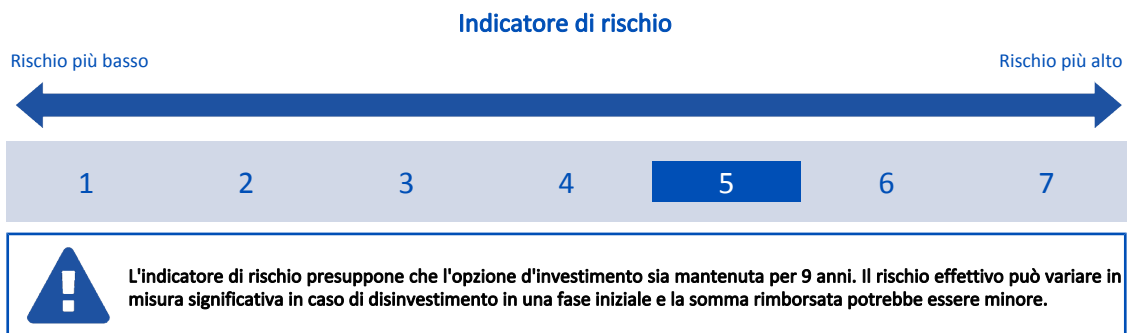 Indicatore di rischio
Rischio più basso Rischio più alto
1 2 3 4 5 6 7
L'indicatore di rischio presuppone che l'opzione d'investimento sia mantenuta per 9 anni. Il rischio effettivo può variare in
misura significativa in caso di disinvestimento in una fase iniziale e la somma rimborsata potrebbe essere minore.